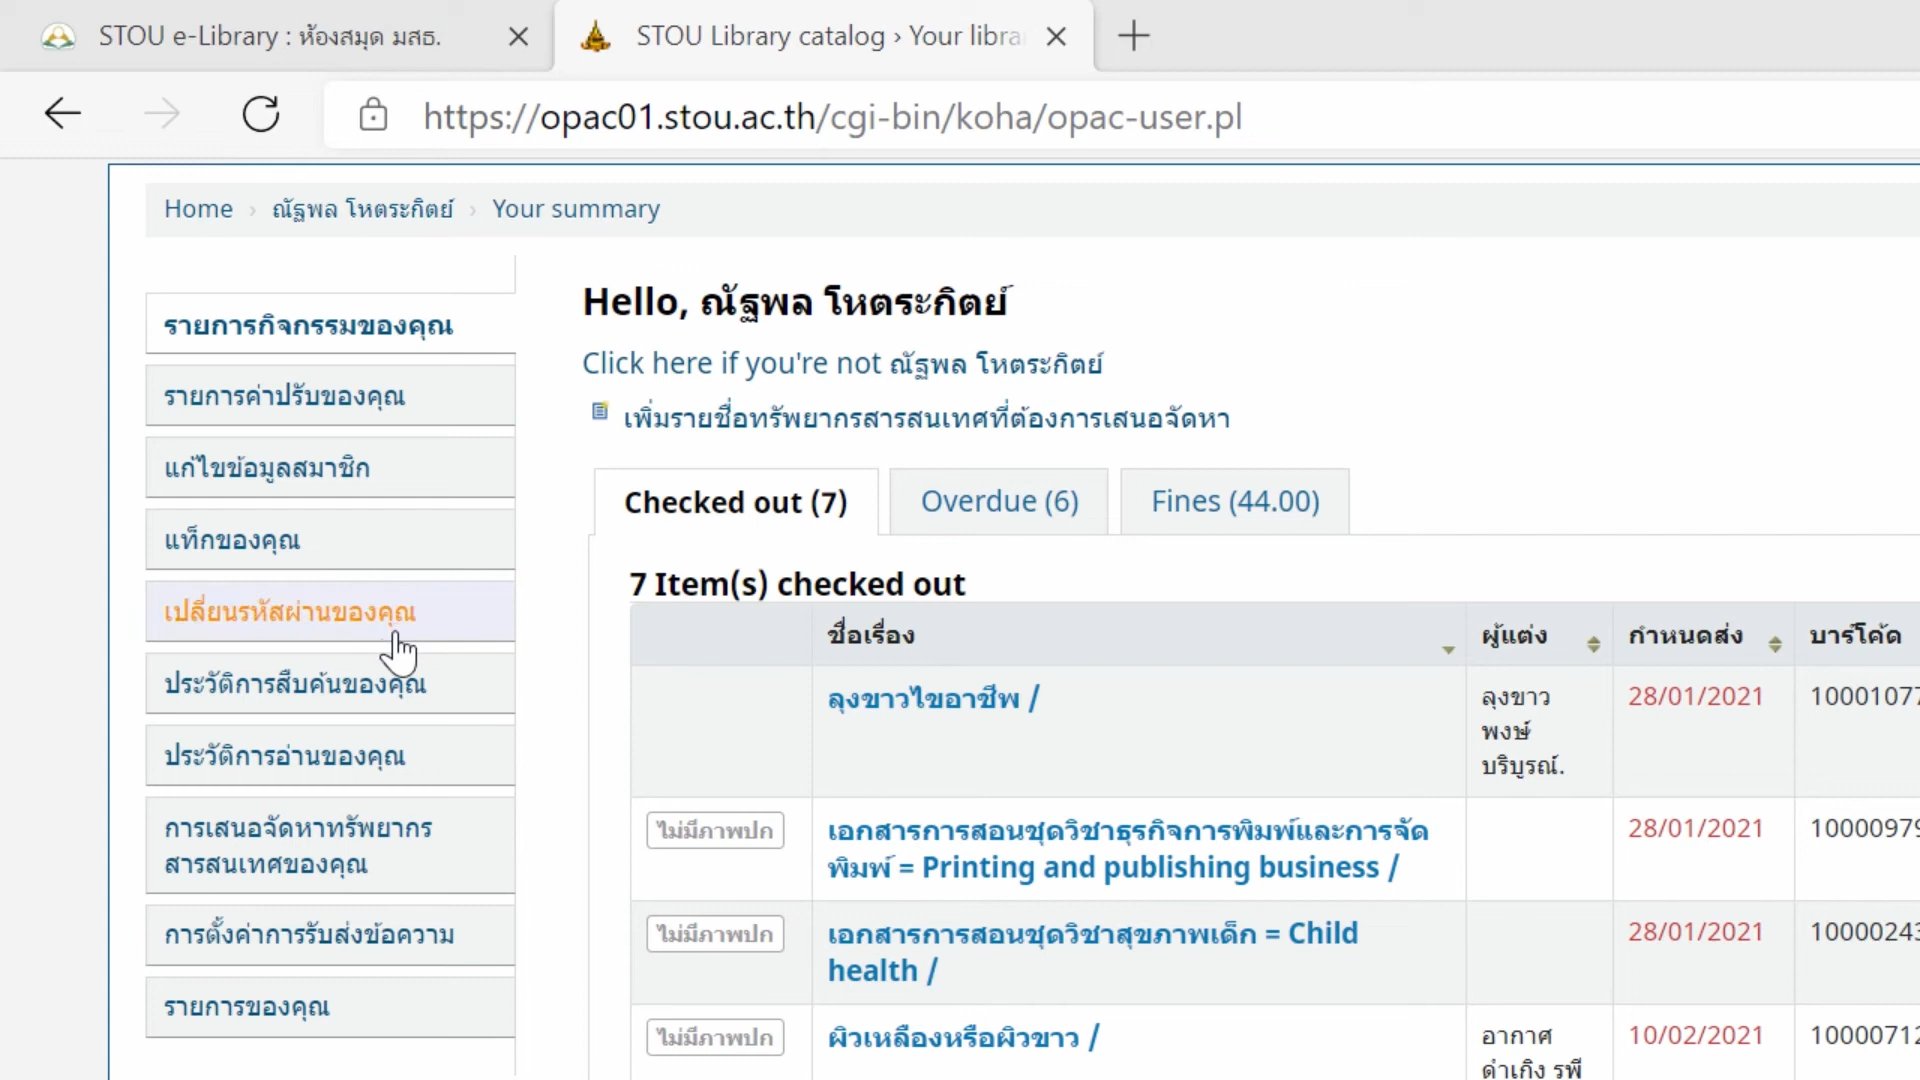 STOU e-Library : ห้องสมุด มสธ.
STOU Library catalog › Your libra
https://opac01.stou.ac.th/cgi-bin/koha/opac-user.pl
Home › ณัฐพล โหตระกิตย์ › Your summary
รายการกิจกรรมของคุณ
รายการค่าปรับของคุณ
แก้ไขข้อมูลสมาชิก
แท็กของคุณ
เปลี่ยนรหัสผ่านของคุณ
ประวัติการสืบค้นของคุณ
ประวัติการอ่านของคุณ
การเสนอจัดหาทรัพยากร
สารสนเทศของคุณ
การตั้งค่าการรับส่งข้อความ
รายการของคุณ
Hello, ณัฐพล โหตระกิตย์
Click here if you're not ณัฐพล โหตระกิตย์
เพิ่มรายชื่อทรัพยากรสารสนเทศที่ต้องการเสนอจัดหา
Checked out (7) Overdue (6) Fines (44.00)
7 Item(s) checked out
ชื่อเรื่อง ผู้แต่ง กำหนดส่ง บาร์โค้ด
ลุงขาวไขอาชีพ / ลุงขาว 28/01/2021 10001077
พงษ์
บริบูรณ์.
ไม่มีภาพปก เอกสารการสอนชุดวิชาธุรกิจการพิมพ์และการจัด 28/01/2021 10000979
พิมพ์ = Printing and publishing business /
ไม่มีภาพปก เอกสารการสอนชุดวิชาสุขภาพเด็ก = Child 28/01/2021 10000243
health /
ไม่มีภาพปก ผิวเหลืองหรือผิวขาว / อากาศ 10/02/2021 10000712
ดำเกิง รพี